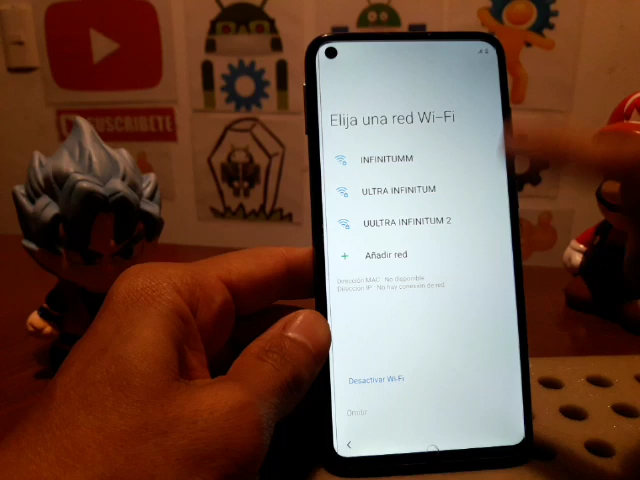 SUSCRIBETE
Elija una red Wi-Fi
INFINITUMM
ULTRA INFINITUM
UULTRA INFINITUM 2
Añadir red
Dirección MAC: No disponible
Dirección IP: No hay conexión de red
Desactivar Wi-Fi
Omitir